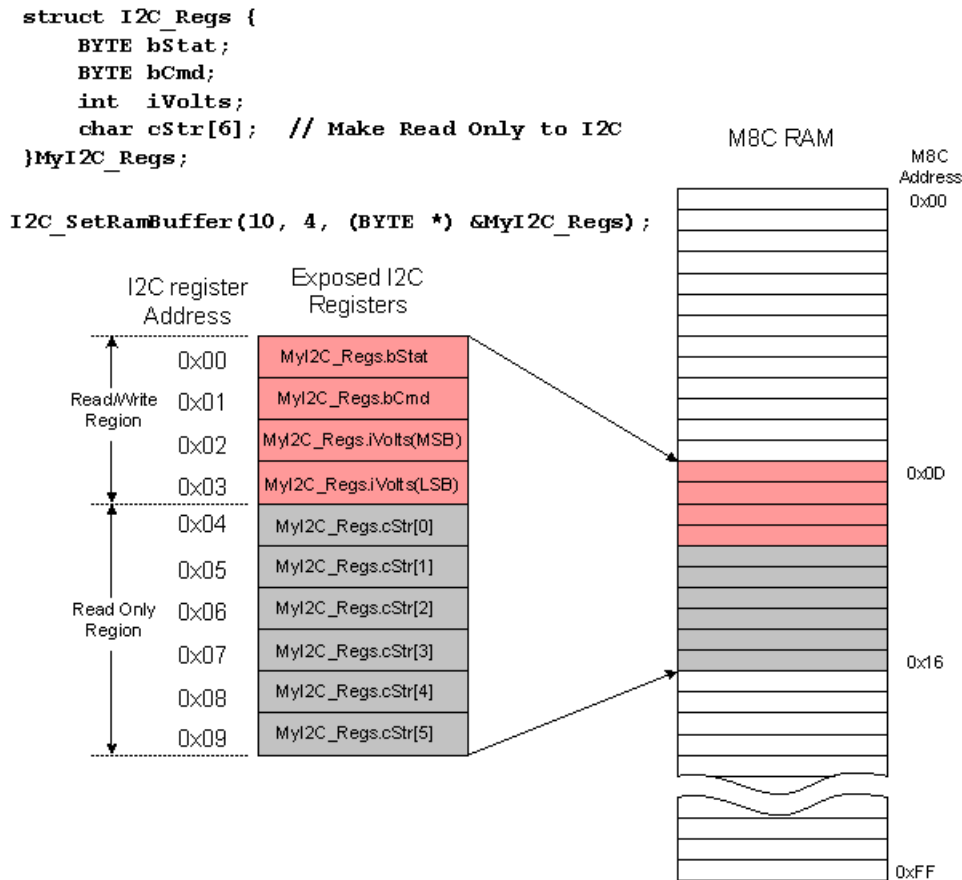 struct I2C_Regs {
BYTE bStat;
BYTE bCmd;
int iVolts;
char cStr[6]; // Make Read Only to I2C
}MyI2C_Regs;
I2C_SetRamBuffer(10, 4, (BYTE *) &MyI2C_Regs);
M8C RAM
M8C
Address
0x00
0x0D
0x16
0xFF
I2C register
Address
Exposed I2C
Registers
Read/Write
Region
Read Only
Region
0x00
MyI2C_Regs.bStat
0x01
MyI2C_Regs.bCmd
0x02
MyI2C_Regs.iVolts(MSB)
0x03
MyI2C_Regs.iVolts(LSB)
0x04
MyI2C_Regs.cStr[0]
0x05
MyI2C_Regs.cStr[1]
0x06
MyI2C_Regs.cStr[2]
0x07
MyI2C_Regs.cStr[3]
0x08
MyI2C_Regs.cStr[4]
0x09
MyI2C_Regs.cStr[5]